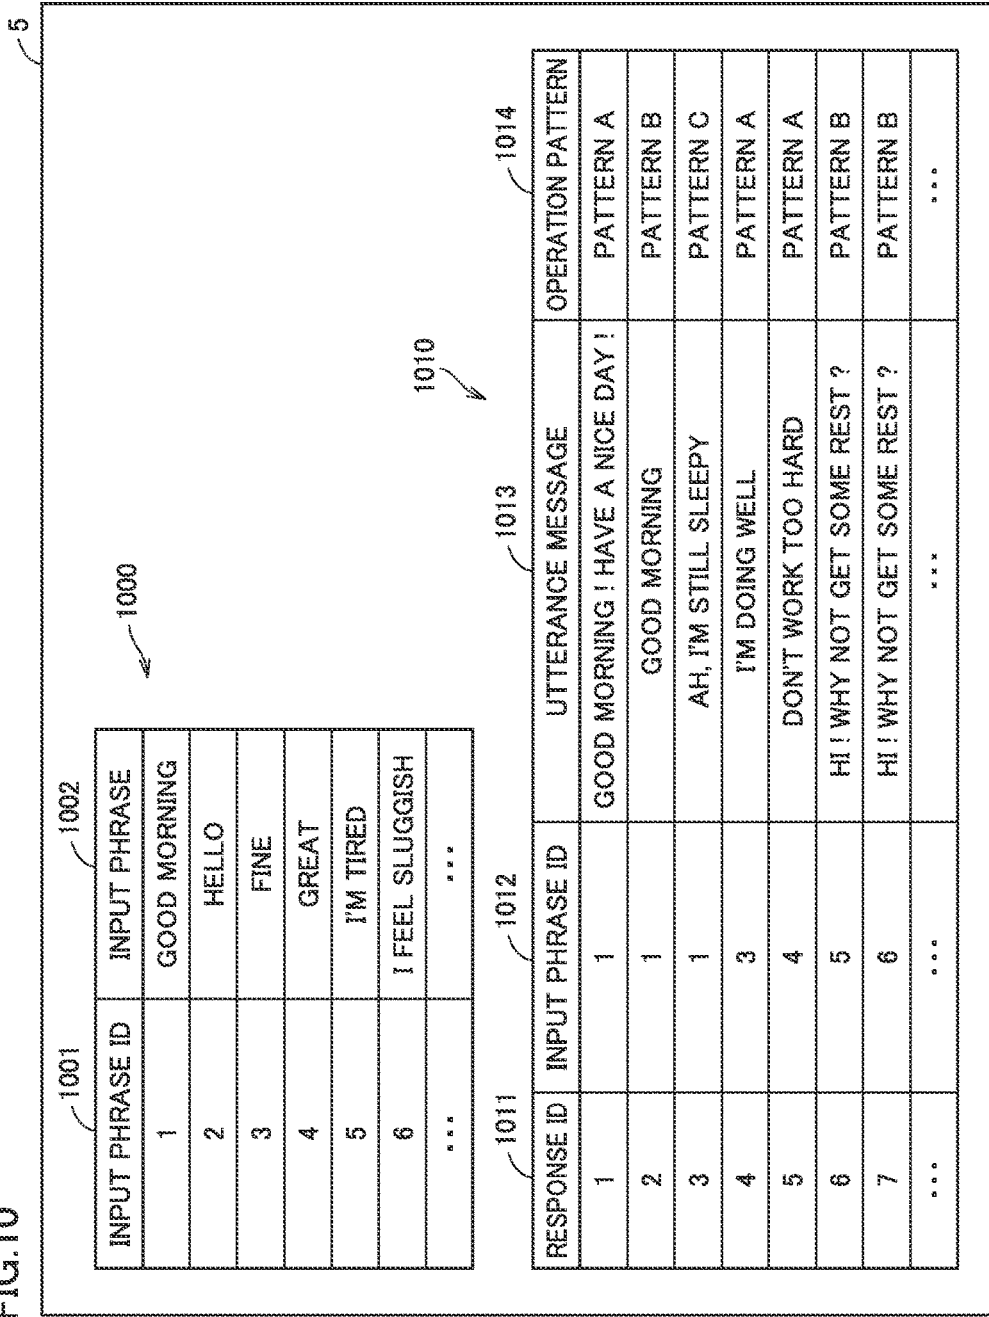 FIG.10
5
1000
1001
1002
INPUT PHRASE ID INPUT PHRASE
1 GOOD MORNING
2 HELLO
3 FINE
4 GREAT
5 I'M TIRED
6 I FEEL SLUGGISH
... ...
1010
1011
1012
1013
1014
RESPONSE ID INPUT PHRASE ID UTTERANCE MESSAGE OPERATION PATTERN
1 1 GOOD MORNING ! HAVE A NICE DAY ! PATTERN A
2 1 GOOD MORNING PATTERN B
3 1 AH, I'M STILL SLEEPY PATTERN C
4 3 I'M DOING WELL PATTERN A
5 4 DON'T WORK TOO HARD PATTERN A
6 5 HI ! WHY NOT GET SOME REST ? PATTERN B
7 6 HI ! WHY NOT GET SOME REST ? PATTERN B
... ... ... ...